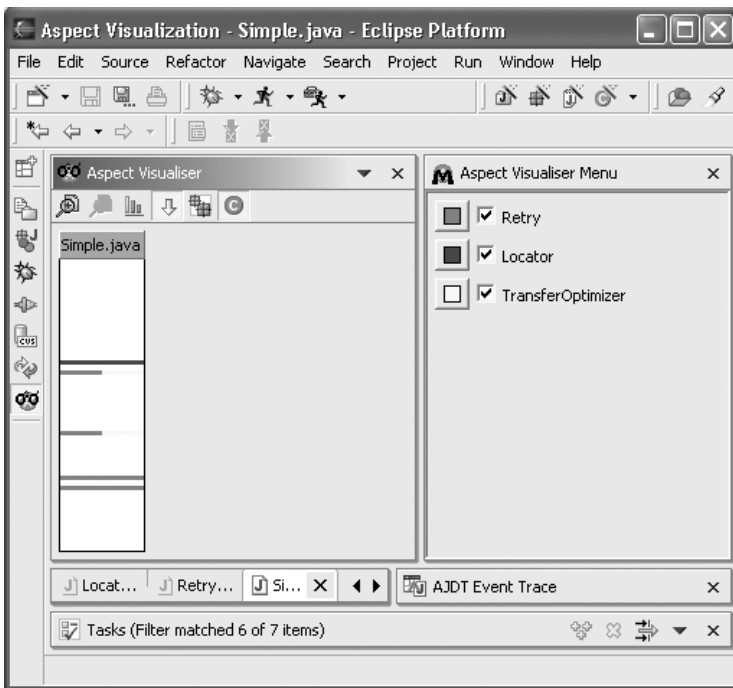 Aspect Visualization - Simple.java - Eclipse Platform
File Edit Source Refactor Navigate Search Project Run Window Help
Aspect Visualiser
Aspect Visualiser Menu
Simple.java
Retry
Locator
TransferOptimizer
CVS
Locat...
Retry...
Si...
AJDT Event Trace
Tasks (Filter matched 6 of 7 items)